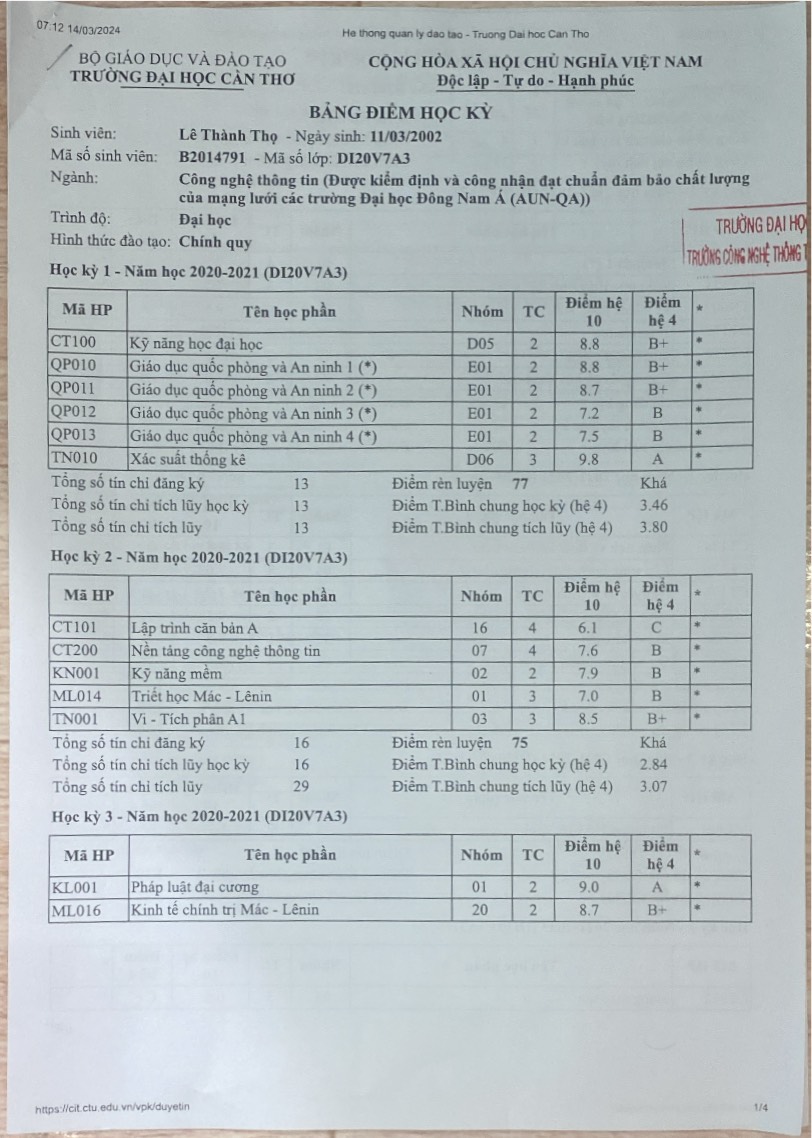 07:12 14/03/2024
He thong quan ly dao tao - Truong Dai hoc Can Tho
BỘ GIÁO DỤC VÀ ĐÀO TẠO
TRƯỜNG ĐẠI HỌC CẦN THƠ
CỘNG HÒA XÃ HỘI CHỦ NGHĨA VIỆT NAM
Độc lập - Tự do - Hạnh phúc
BẢNG ĐIỂM HỌC KỲ
Sinh viên: Lê Thành Thọ - Ngày sinh: 11/03/2002
Mã số sinh viên: B2014791 - Mã số lớp: DI20V7A3
Ngành: Công nghệ thông tin (Được kiểm định và công nhận đạt chuẩn đảm bảo chất lượng
của mạng lưới các trường Đại học Đông Nam Á (AUN-QA))
Trình độ: Đại học
Hình thức đào tạo: Chính quy
TRƯỜNG ĐẠI HỌ
TRƯỜNG CÔNG NGHỆ THÔNG T
Học kỳ 1 - Năm học 2020-2021 (DI20V7A3)
Mã HP Tên học phần Nhóm TC Điểm hệ 10 Điểm hệ 4 *
CT100 Kỹ năng học đại học D05 2 8.8 B+ *
QP010 Giáo dục quốc phòng và An ninh 1 (*) E01 2 8.8 B+ *
QP011 Giáo dục quốc phòng và An ninh 2 (*) E01 2 8.7 B+ *
QP012 Giáo dục quốc phòng và An ninh 3 (*) E01 2 7.2 B *
QP013 Giáo dục quốc phòng và An ninh 4 (*) E01 2 7.5 B *
TN010 Xác suất thống kê D06 3 9.8 A *
Tổng số tín chỉ đăng ký 13 Điểm rèn luyện 77 Khá
Tổng số tín chỉ tích lũy học kỳ 13 Điểm T.Bình chung học kỳ (hệ 4) 3.46
Tổng số tín chỉ tích lũy 13 Điểm T.Bình chung tích lũy (hệ 4) 3.80
Học kỳ 2 - Năm học 2020-2021 (DI20V7A3)
Mã HP Tên học phần Nhóm TC Điểm hệ 10 Điểm hệ 4 *
CT101 Lập trình căn bản A 16 4 6.1 C *
CT200 Nền tảng công nghệ thông tin 07 4 7.6 B *
KN001 Kỹ năng mềm 02 2 7.9 B *
ML014 Triết học Mác - Lênin 01 3 7.0 B *
TN001 Vi - Tích phân A1 03 3 8.5 B+ *
Tổng số tín chỉ đăng ký 16 Điểm rèn luyện 75 Khá
Tổng số tín chỉ tích lũy học kỳ 16 Điểm T.Bình chung học kỳ (hệ 4) 2.84
Tổng số tín chỉ tích lũy 29 Điểm T.Bình chung tích lũy (hệ 4) 3.07
Học kỳ 3 - Năm học 2020-2021 (DI20V7A3)
Mã HP Tên học phần Nhóm TC Điểm hệ 10 Điểm hệ 4 *
KL001 Pháp luật đại cương 01 2 9.0 A *
ML016 Kinh tế chính trị Mác - Lênin 20 2 8.7 B+ *
https://cit.ctu.edu.vn/vpk/duyetin
1/4